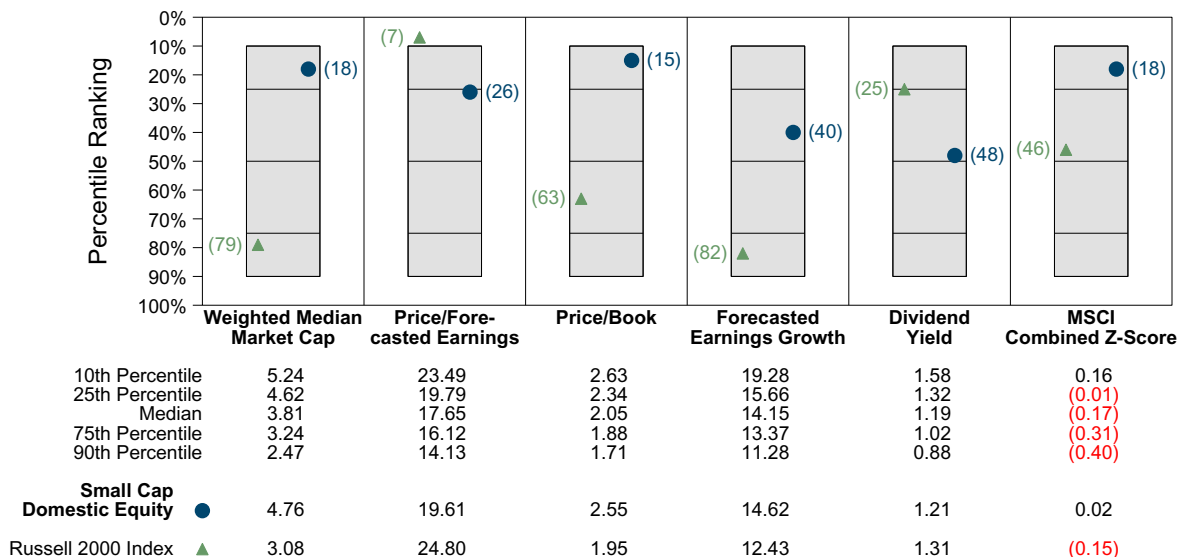 0%
10%
20%
30%
40%
50%
60%
70%
80%
90%
100%
Percentile Ranking
(18)
(79)
(7)
(26)
(15)
(63)
(40)
(82)
(25)
(48)
(18)
(46)
Weighted Median
Market Cap
Price/Fore-
casted Earnings
Price/Book
Forecasted
Earnings Growth
Dividend
Yield
MSCI
Combined Z-Score
10th Percentile 5.24 23.49 2.63 19.28 1.58 0.16
25th Percentile 4.62 19.79 2.34 15.66 1.32 (0.01)
Median 3.81 17.65 2.05 14.15 1.19 (0.17)
75th Percentile 3.24 16.12 1.88 13.37 1.02 (0.31)
90th Percentile 2.47 14.13 1.71 11.28 0.88 (0.40)
Small Cap
Domestic Equity 4.76 19.61 2.55 14.62 1.21 0.02
Russell 2000 Index 3.08 24.80 1.95 12.43 1.31 (0.15)